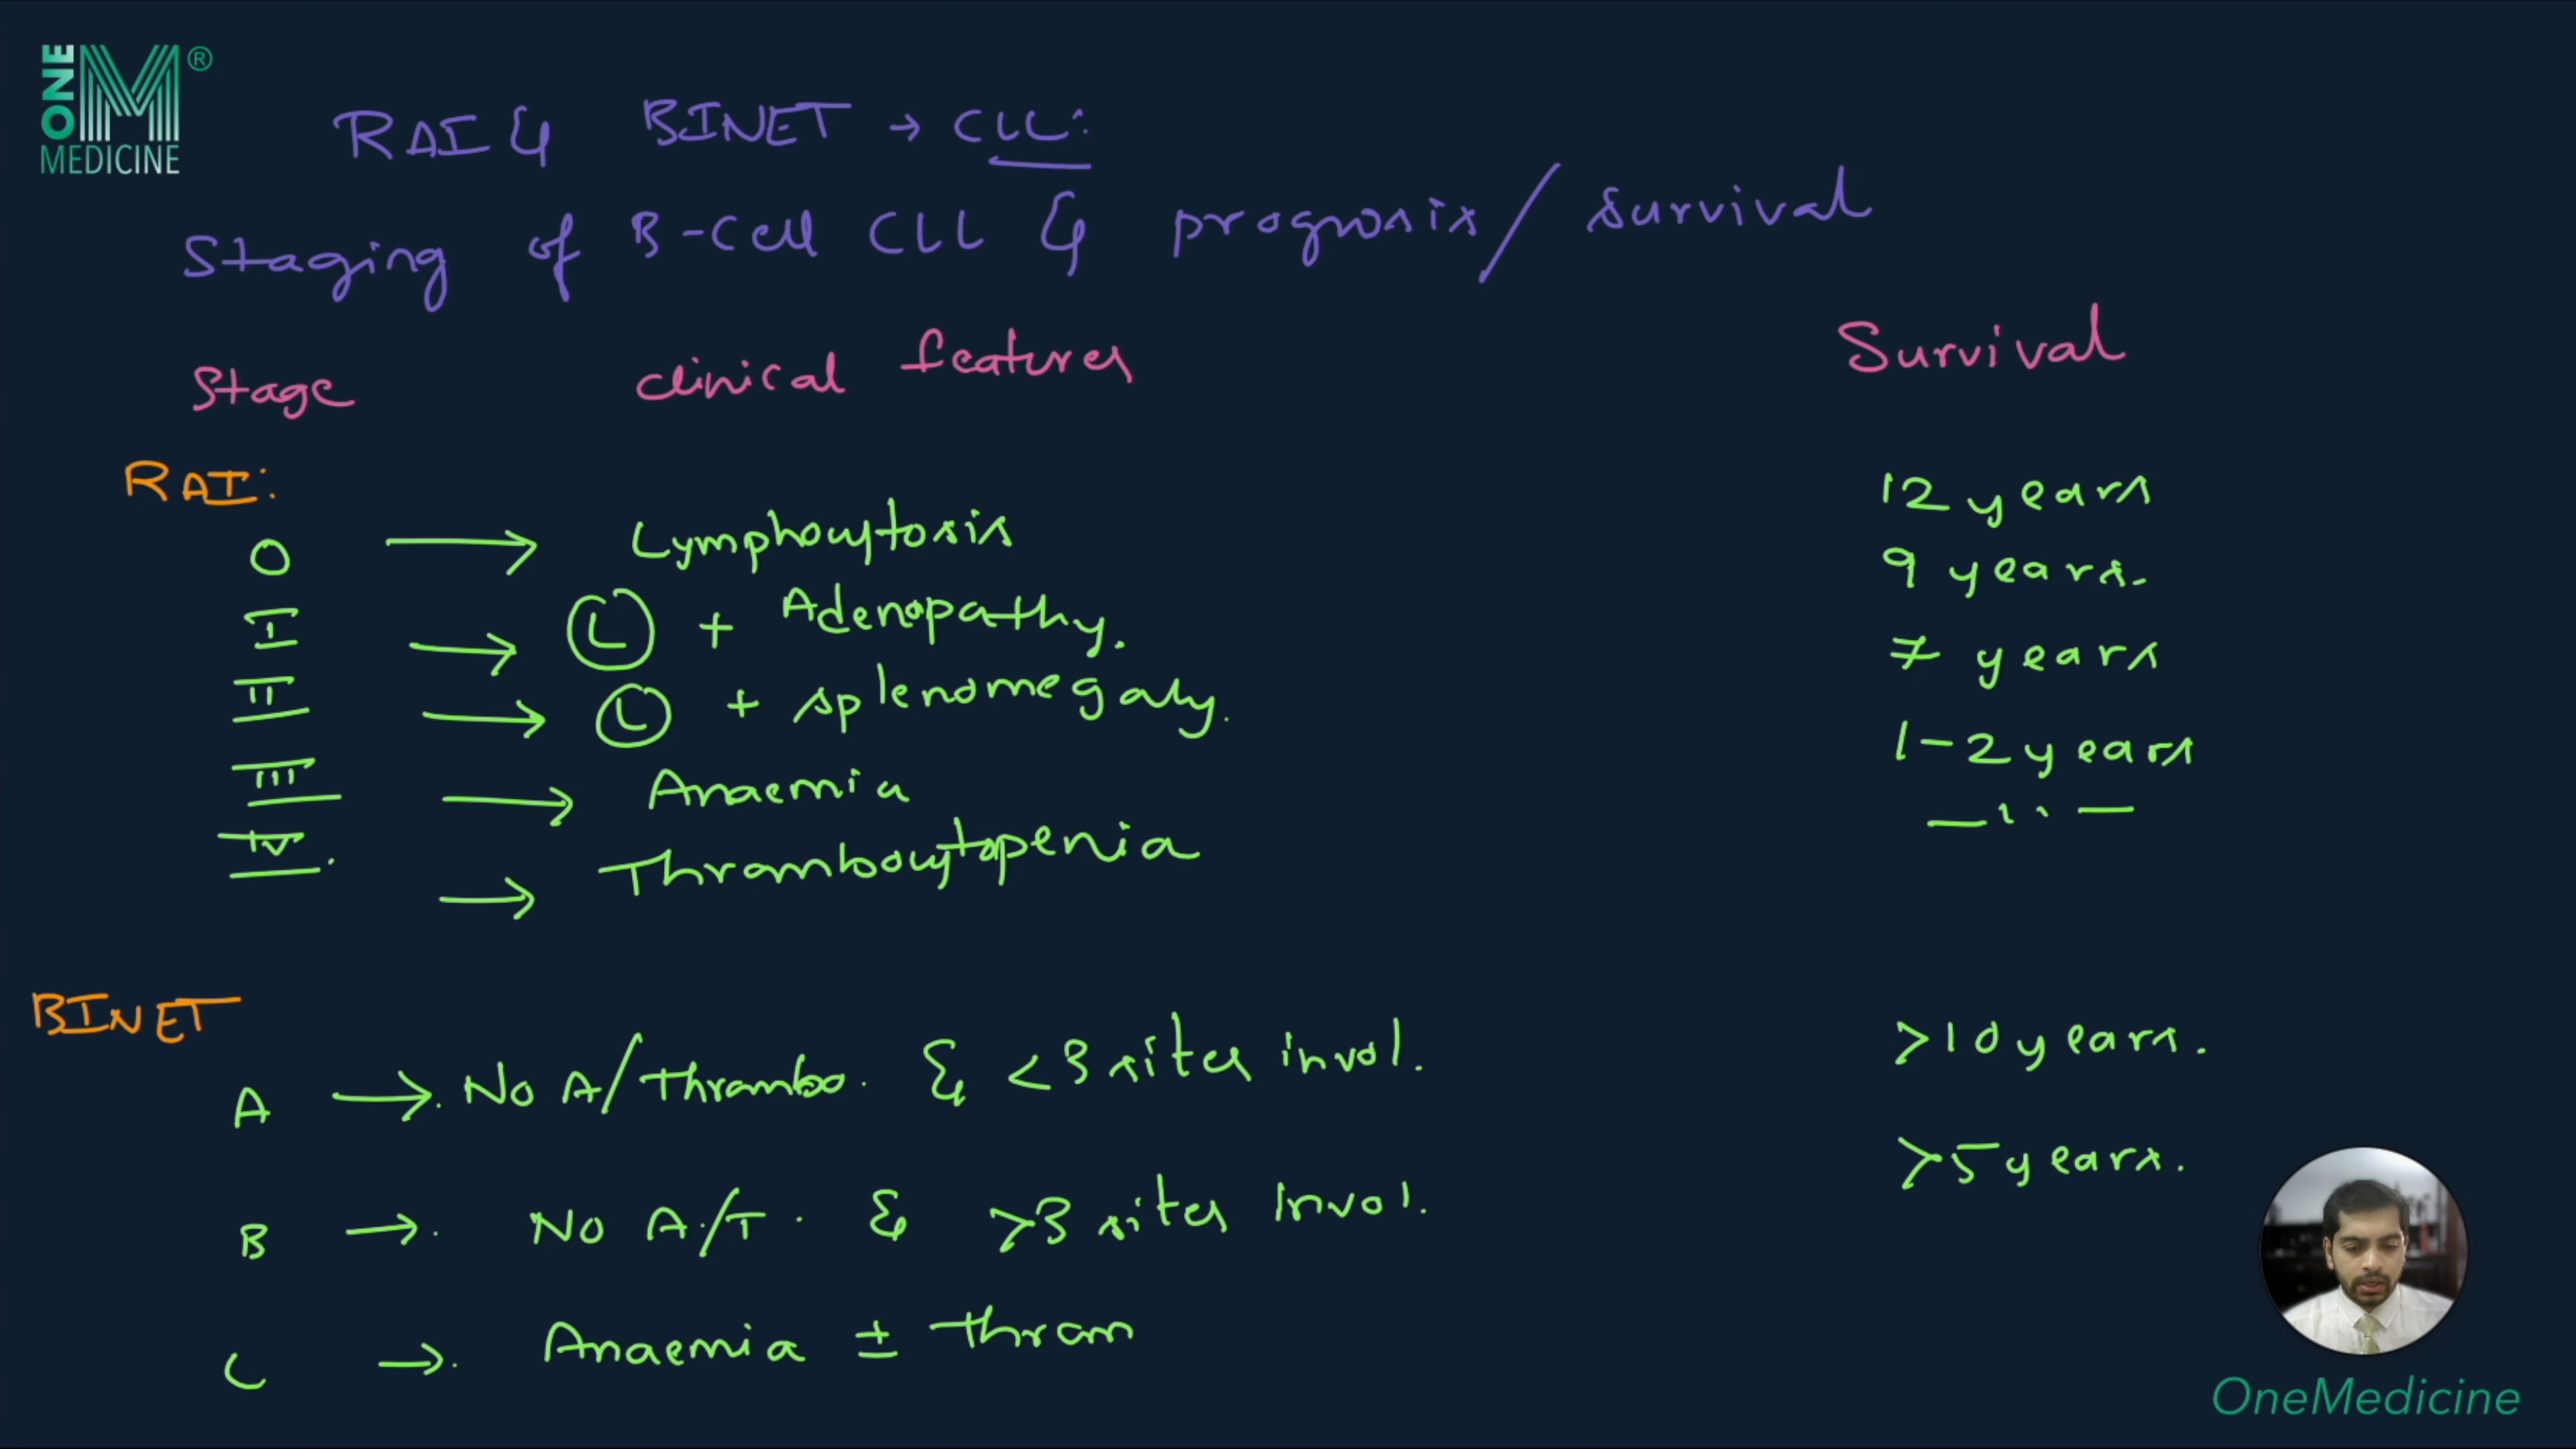 ONE MEDICINE ®
RAI & BINET → CLL:
Staging of B-Cell CLL & prognosis/survival
Stage clinical features Survival
RAI:
0 → Lymphocytosis 12 years
I → (L) + Adenopathy. 9 years.
II → (L) + splenomegaly. 7 years
III → Anaemia 1-2 years
IV. → Thrombocytopenia —"—
BINET
A →. No A/Thrombo. & <3 sites invol. >10 years.
B →. No A./T. & >3 sites invol. >5 years.
C →. Anaemia ± throm
OneMedicine